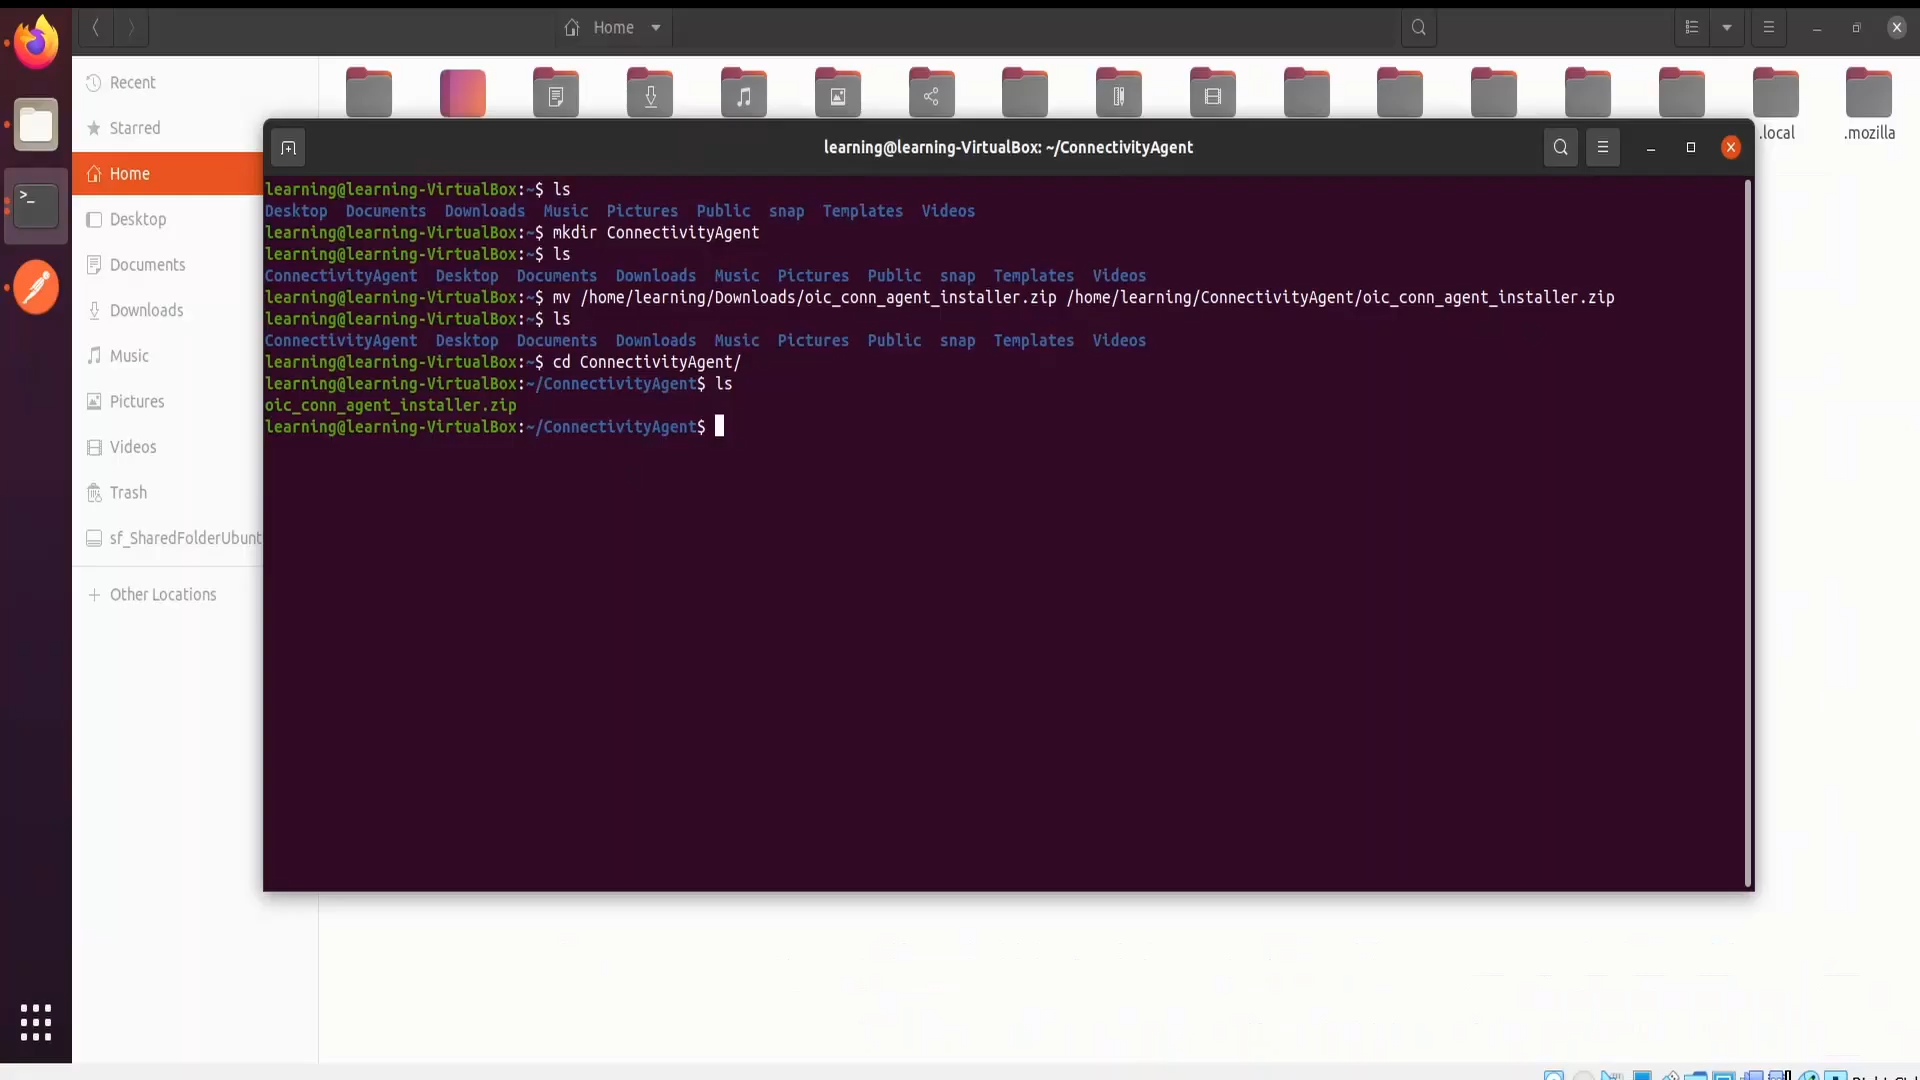 Home
Recent
Starred
Home
Desktop
Documents
Downloads
Music
Pictures
Videos
Trash
sf_SharedFolderUbunt
Other Locations
.local
.mozilla
learning@learning-VirtualBox: ~/ConnectivityAgent
learning@learning-VirtualBox:~$ ls
Desktop Documents Downloads Music Pictures Public snap Templates Videos
learning@learning-VirtualBox:~$ mkdir ConnectivityAgent
learning@learning-VirtualBox:~$ ls
ConnectivityAgent Desktop Documents Downloads Music Pictures Public snap Templates Videos
learning@learning-VirtualBox:~$ mv /home/learning/Downloads/oic_conn_agent_installer.zip /home/learning/ConnectivityAgent/oic_conn_agent_installer.zip
learning@learning-VirtualBox:~$ ls
ConnectivityAgent Desktop Documents Downloads Music Pictures Public snap Templates Videos
learning@learning-VirtualBox:~$ cd ConnectivityAgent/
learning@learning-VirtualBox:~/ConnectivityAgent$ ls
oic_conn_agent_installer.zip
learning@learning-VirtualBox:~/ConnectivityAgent$